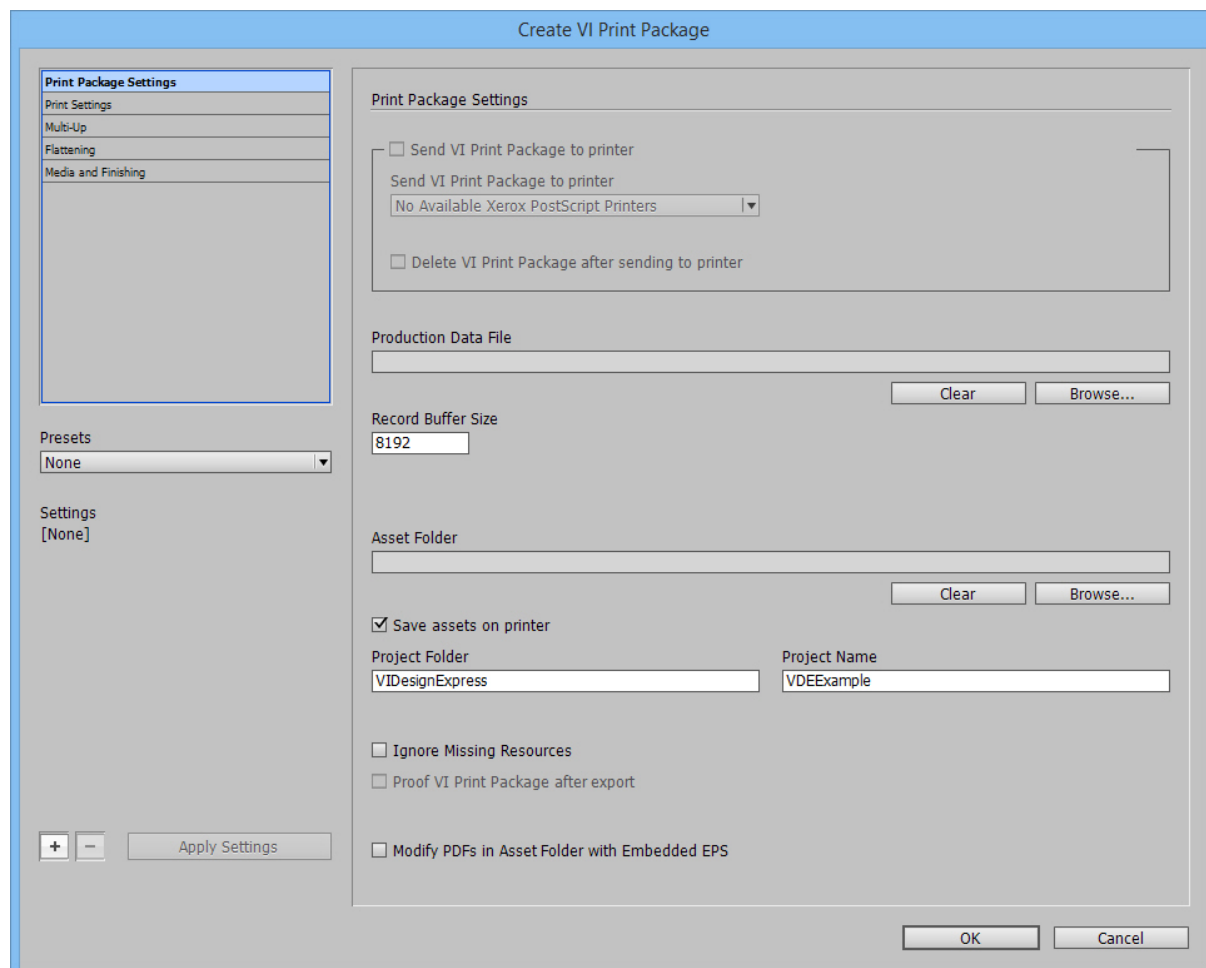 Create VI Print Package
Print Package Settings
Print Settings
Multi-Up
Flattening
Media and Finishing
Presets
None
Settings
[None]
+ − Apply Settings
Print Package Settings
Send VI Print Package to printer
Send VI Print Package to printer
No Available Xerox PostScript Printers
Delete VI Print Package after sending to printer
Production Data File
Clear Browse...
Record Buffer Size
8192
Asset Folder
Clear Browse...
Save assets on printer
Project Folder Project Name
VIDesignExpress VDEExample
Ignore Missing Resources
Proof VI Print Package after export
Modify PDFs in Asset Folder with Embedded EPS
OK Cancel